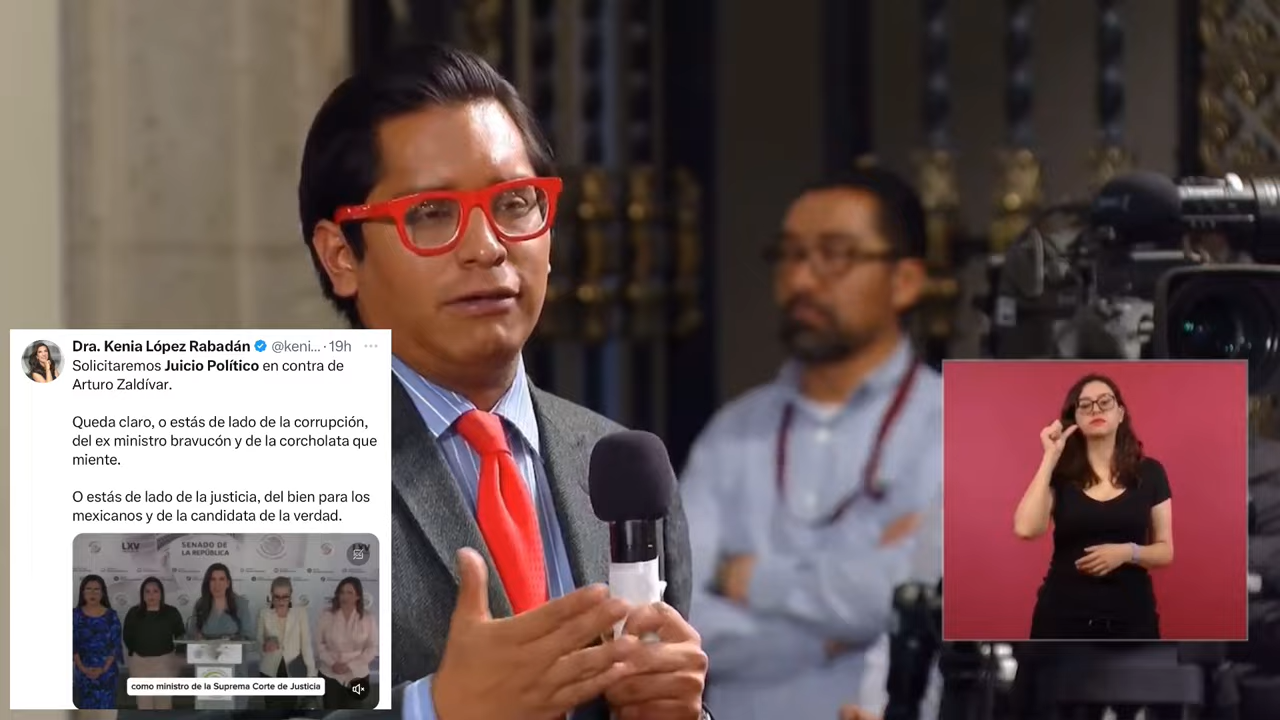 Dra. Kenia López Rabadán @keni... · 19h
Solicitaremos Juicio Político en contra de
Arturo Zaldívar.
Queda claro, o estás de lado de la corrupción,
del ex ministro bravucón y de la corcholata que
miente.
O estás de lado de la justicia, del bien para los
mexicanos y de la candidata de la verdad.
LXV
SENADO DE
LA REPÚBLICA
como ministro de la Suprema Corte de Justicia